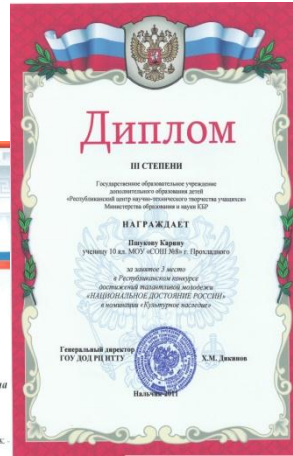 Диплом
III СТЕПЕНИ
Государственное образовательное учреждение
дополнительного образования детей
«Республиканский центр научно-технического творчества учащихся»
Министерства образования и науки КБР
НАГРАЖДАЕТ
Пшукову Карину
ученицу 10 кл. МОУ «СОШ №8» г. Прохладного
за занятое 3 место
в Республиканском конкурсе
достижений талантливой молодежи
«НАЦИОНАЛЬНОЕ ДОСТОЯНИЕ РОССИИ»
в номинации «Культурное наследие»
Генеральный директор
ГОУ ДОД РЦ НТТУ Х.М. Дикинов
Нальчик 2011